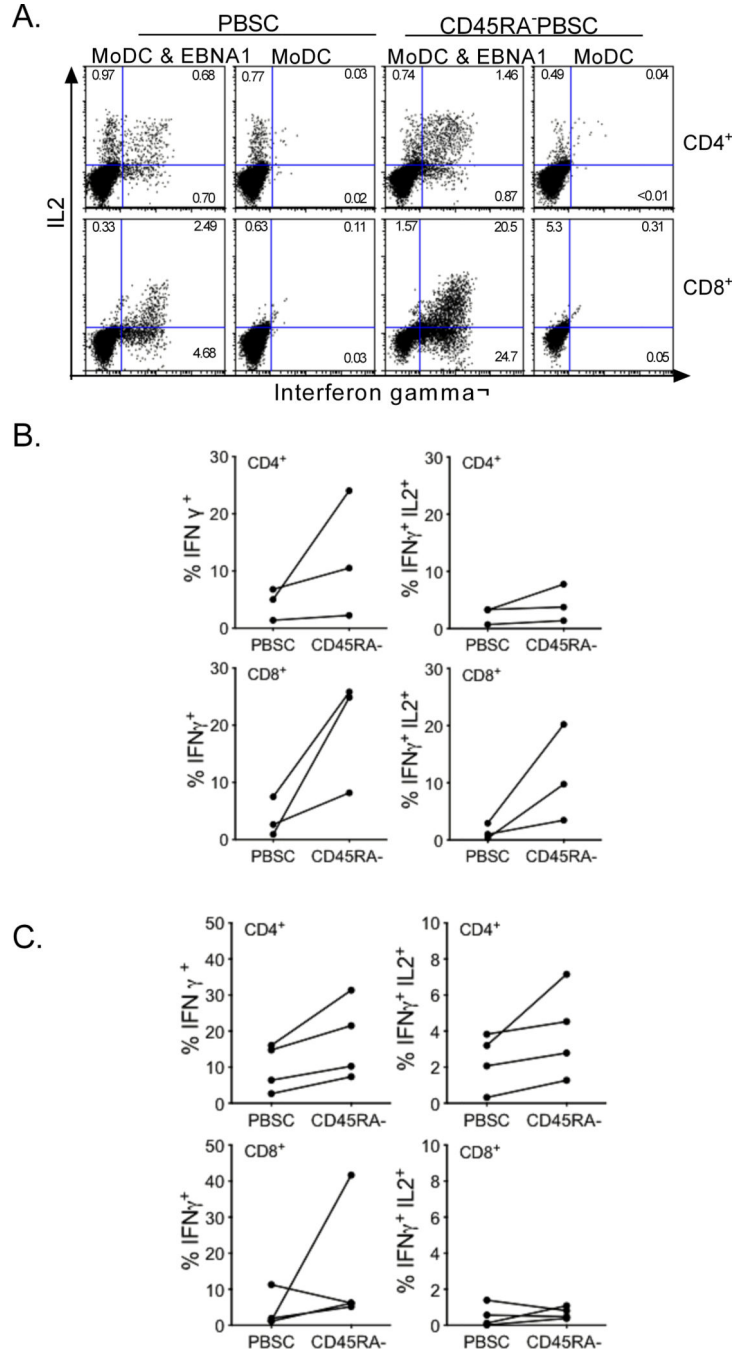 A.
PBSC CD45RA⁻PBSC
MoDC & EBNA1 MoDC MoDC & EBNA1 MoDC
0.97 0.68 0.77 0.03 0.74 1.46 0.49 0.04
CD4⁺
0.70 0.02 0.87 <0.01
IL2
0.33 2.49 0.63 0.11 1.57 20.5 5.3 0.31
CD8⁺
4.68 0.03 24.7 0.05
Interferon gamma¬
B.
30 CD4⁺ 30 CD4⁺
20 20
10 10
0 0
% IFN γ⁺ % IFNγ⁺ IL2⁺
PBSC CD45RA- PBSC CD45RA-
30 CD8⁺ 30 CD8⁺
20 20
10 10
0 0
% IFNγ⁺ % IFNγ⁺ IL2⁺
PBSC CD45RA- PBSC CD45RA-
C.
50 CD4⁺ 10 CD4⁺
40 8
30 6
20 4
10 2
0 0
% IFN γ⁺ % IFNγ⁺ IL2⁺
PBSC CD45RA- PBSC CD45RA-
50 CD8⁺ 10 CD8⁺
40 8
30 6
20 4
10 2
0 0
% IFNγ⁺ % IFNγ⁺ IL2⁺
PBSC CD45RA- PBSC CD45RA-